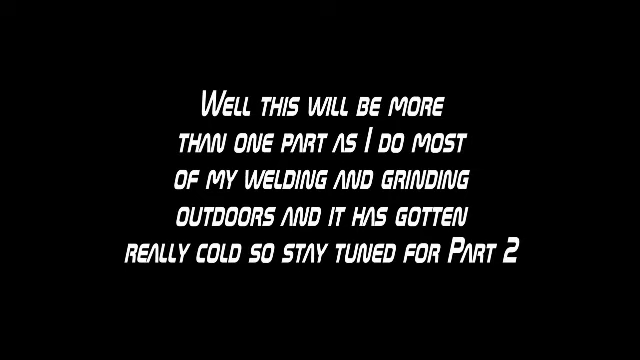 Well this will be more
than one part as I do most
of my welding and grinding
outdoors and it has gotten
really cold so stay tuned for Part 2